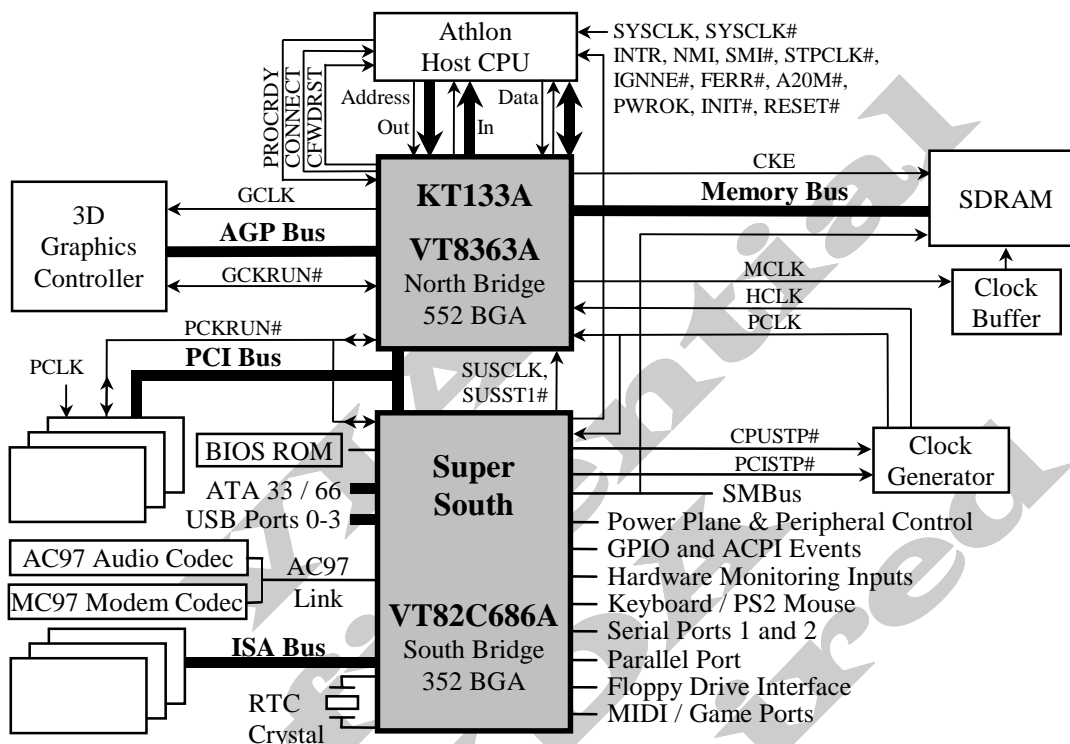 Athlon
Host CPU
SYSCLK, SYSCLK#
INTR, NMI, SMI#, STPCLK#,
IGNNE#, FERR#, A20M#,
PWROK, INIT#, RESET#
PROCRDY
CONNECT
CFWDRST
Address
Out
In
Data
KT133A
VT8363A
North Bridge
552 BGA
CKE
Memory Bus
SDRAM
3D
Graphics
Controller
GCLK
AGP Bus
GCKRUN#
MCLK
HCLK
PCLK
Clock
Buffer
PCKRUN#
PCI Bus
PCLK
SUSCLK,
SUSST1#
BIOS ROM
ATA 33 / 66
USB Ports 0-3
AC97 Audio Codec
MC97 Modem Codec
AC97
Link
ISA Bus
RTC
Crystal
Super
South
VT82C686A
South Bridge
352 BGA
CPUSTP#
PCISTP#
Clock
Generator
SMBus
Power Plane & Peripheral Control
GPIO and ACPI Events
Hardware Monitoring Inputs
Keyboard / PS2 Mouse
Serial Ports 1 and 2
Parallel Port
Floppy Drive Interface
MIDI / Game Ports